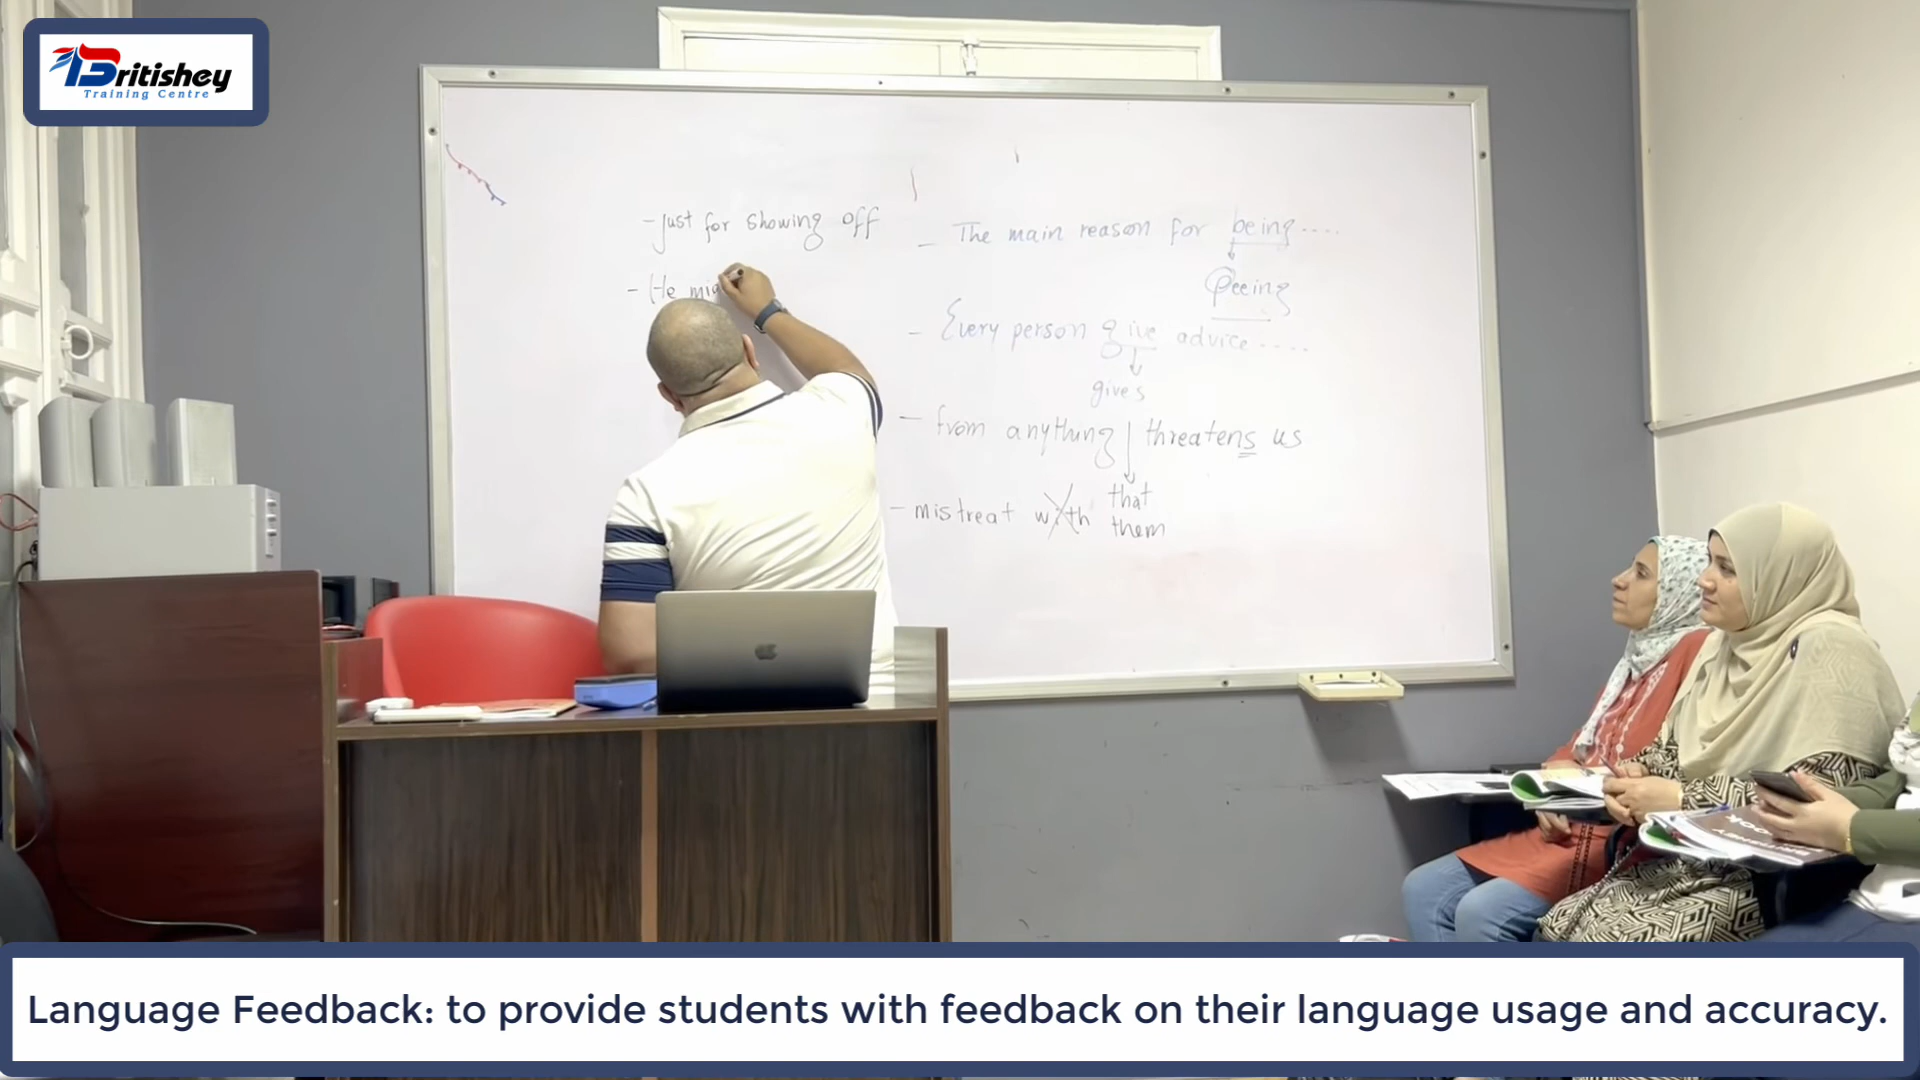 Britishey
Training Centre
- just for showing off
- He
- The main reason for being....
Peeing
- Every person give advice.....
gives
- from anything threatens us
that
- mistreat with them
Language Feedback: to provide students with feedback on their language usage and accuracy.